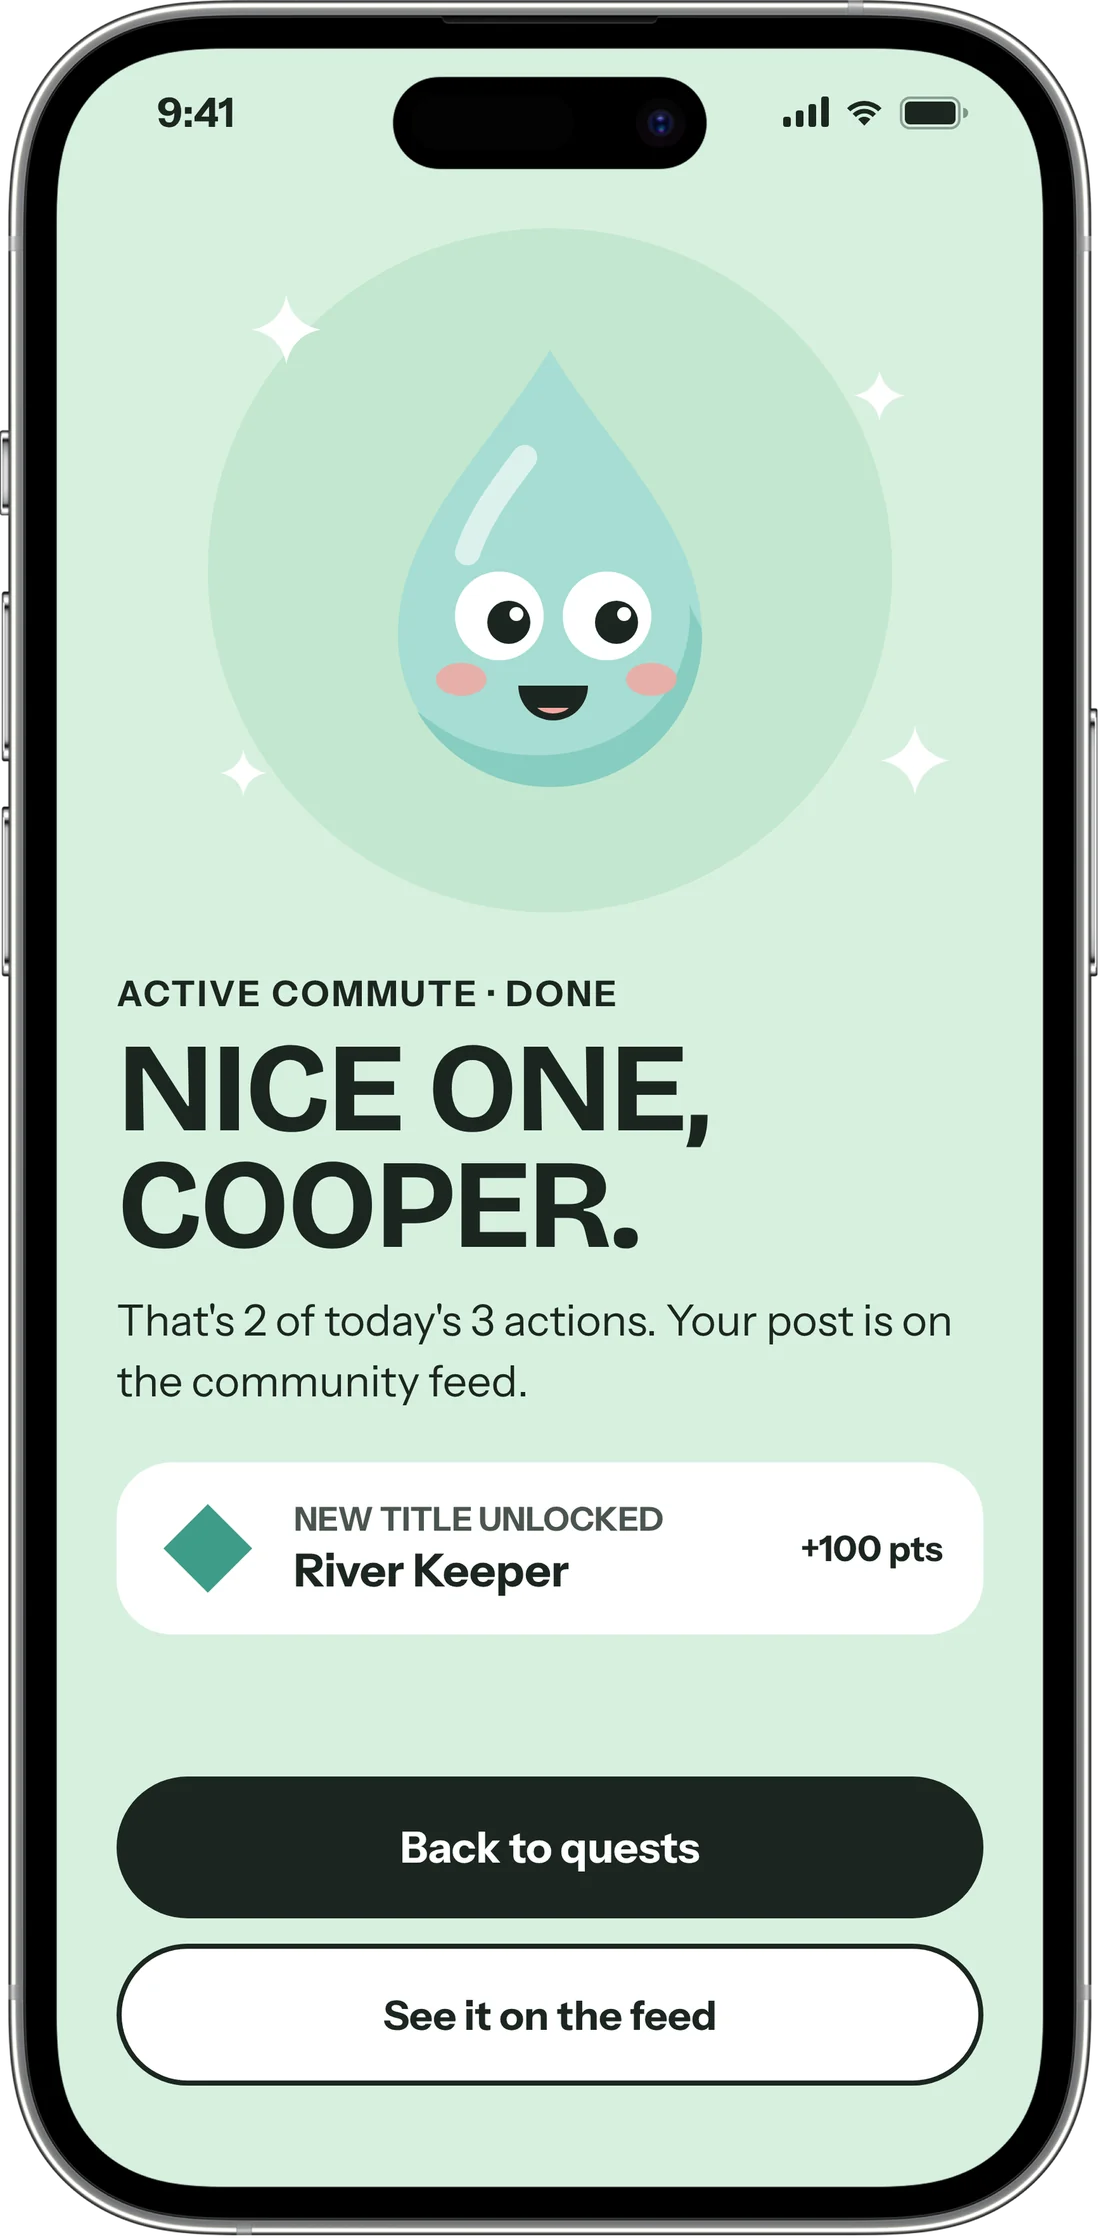 9:41
ACTIVE COMMUTE · DONE
NICE ONE,
COOPER.
That's 2 of today's 3 actions. Your post is on
the community feed.
NEW TITLE UNLOCKED
River Keeper
+100 pts
Back to quests
See it on the feed